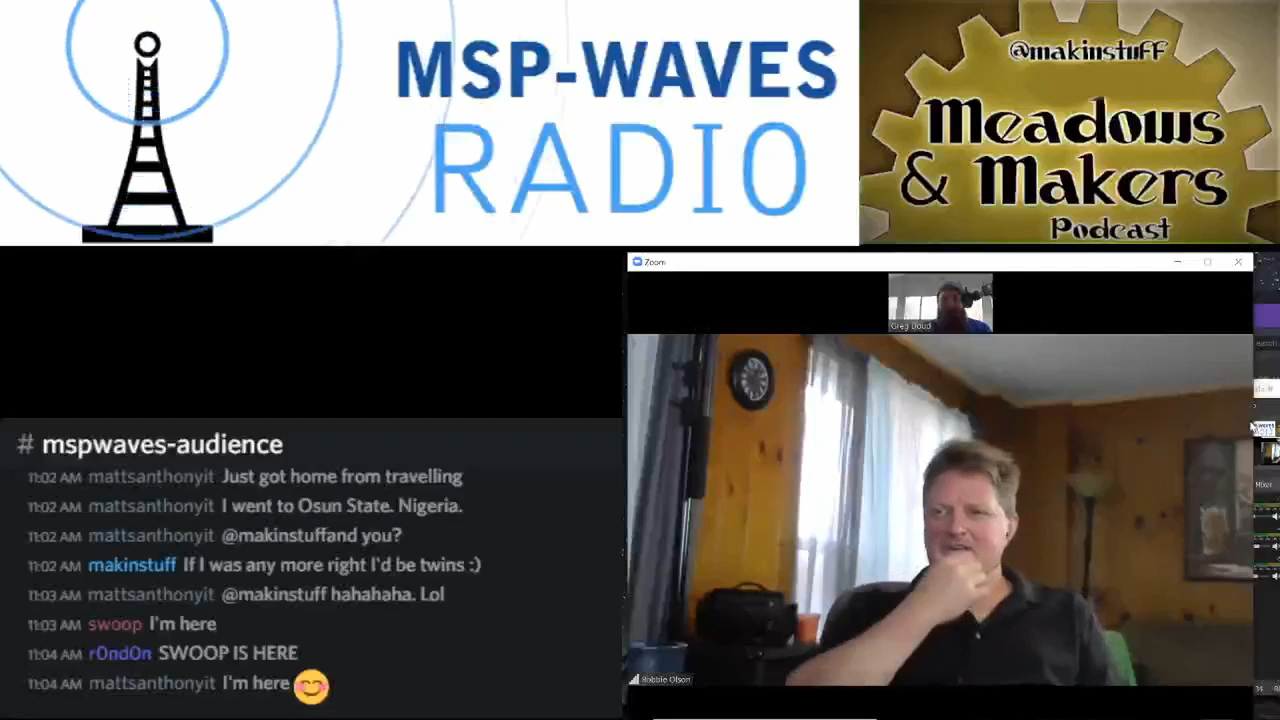 MSP-WAVES
RADIO
@makinstuff
Meadows
& Makers
Podcast
Zoom
Greg Doud
# mspwaves-audience
11:02 AM mattsanthonyit Just got home from travelling
11:02 AM mattsanthonyit I went to Osun State. Nigeria.
11:02 AM mattsanthonyit @makinstuffand you?
11:02 AM makinstuff If I was any more right I'd be twins :)
11:03 AM mattsanthonyit @makinstuff hahahaha. Lol
11:03 AM swoop I'm here
11:04 AM r0nd0n SWOOP IS HERE
11:04 AM mattsanthonyit I'm here 😊
Robbie Olson
Mixer